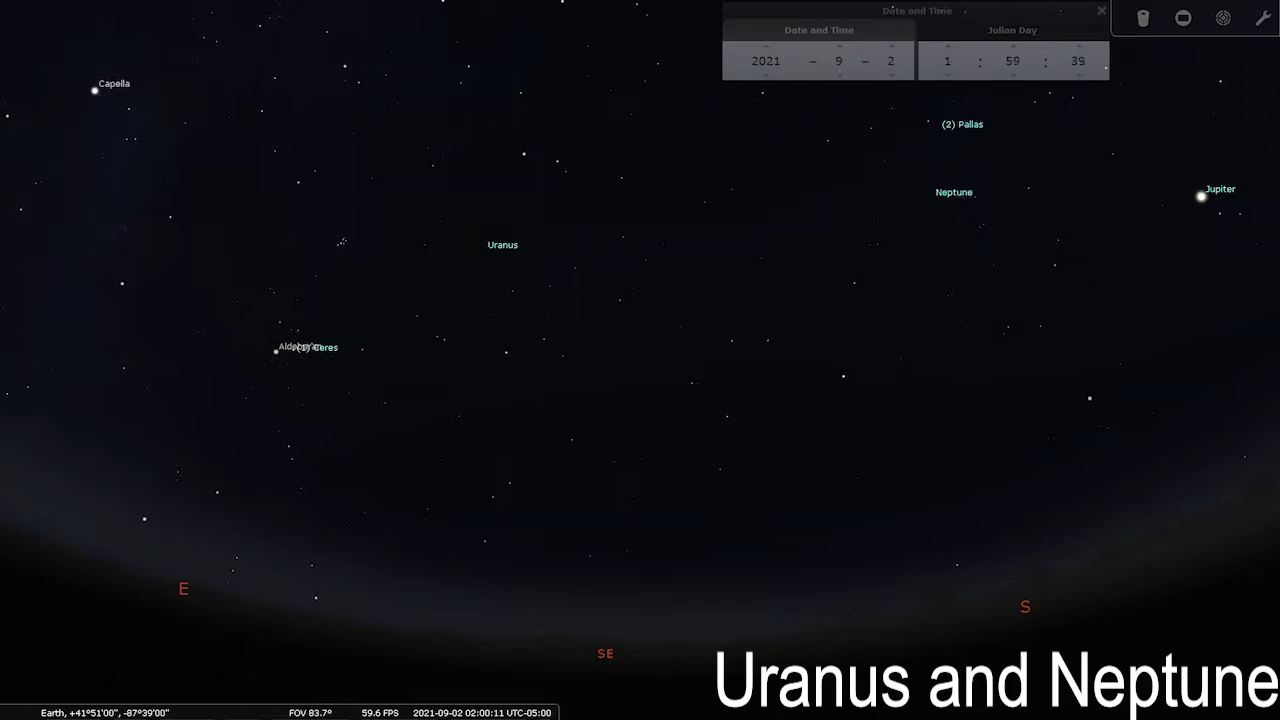 Date and Time
Date and Time
Julian Day
2021 – 9 – 2
1 : 59 : 39
Capella
(2) Pallas
Neptune
Jupiter
Uranus
Aldebaran
(1) Ceres
E
S
SE
Uranus and Neptune
Earth, +41°51'00", -87°39'00"
FOV 83.7°
59.6 FPS
2021-09-02 02:00:11 UTC-05:00